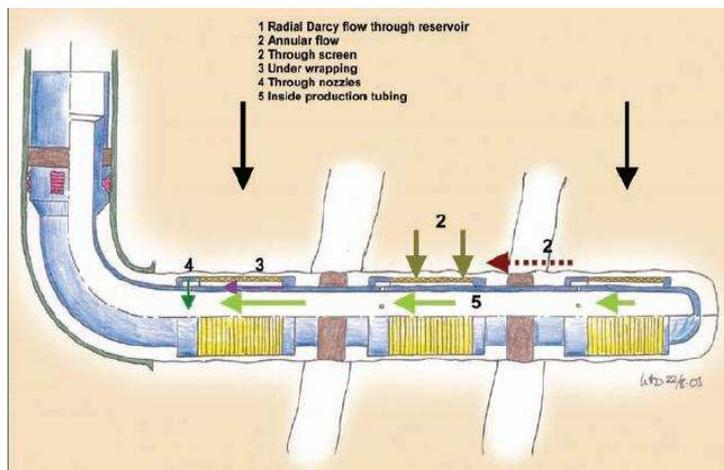 1 Radial Darcy flow through reservoir
2 Annular flow
2 Through screen
3 Under wrapping
4 Through nozzles
5 Inside production tubing
2
2
4
3
5